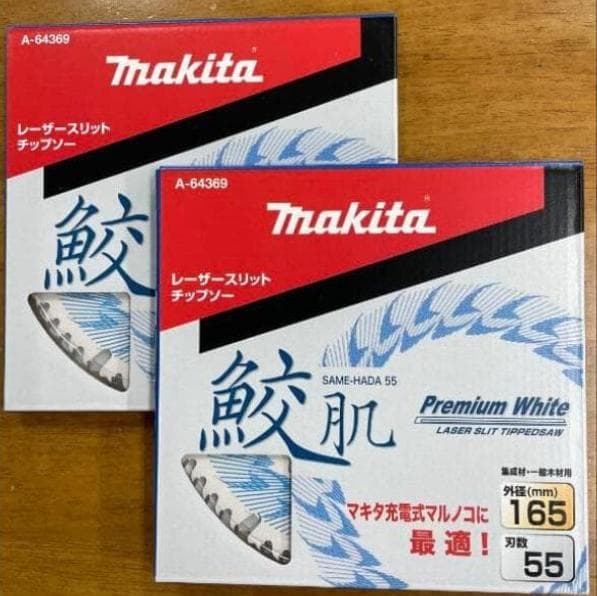 A-64369
makita®
レーザースリット
チップソー
鮫
A-64369
makita®
レーザースリット
チップソー
鮫肌
SAME-HADA 55
Premium White
LASER SLIT TIPPEDSAW
集成材・一般木材用
外径(mm)
165
マキタ充電式マルノコに
最適!
刃数
55